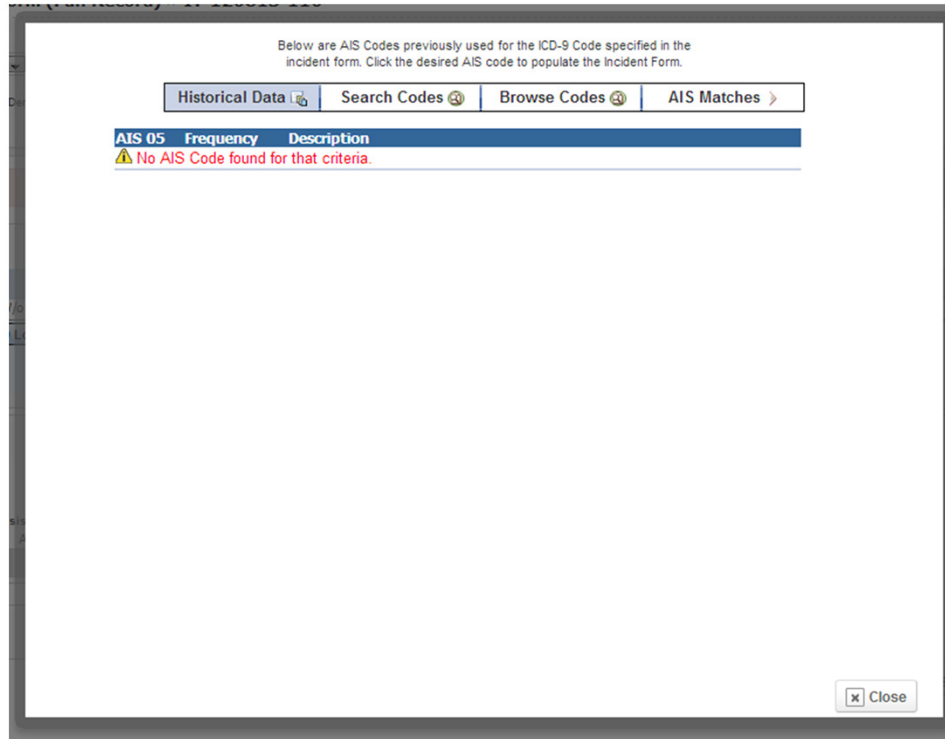 Below are AIS Codes previously used for the ICD-9 Code specified in the
incident form. Click the desired AIS code to populate the Incident Form.
Historical Data Search Codes Browse Codes AIS Matches
AIS 05 Frequency Description
No AIS Code found for that criteria.
Close